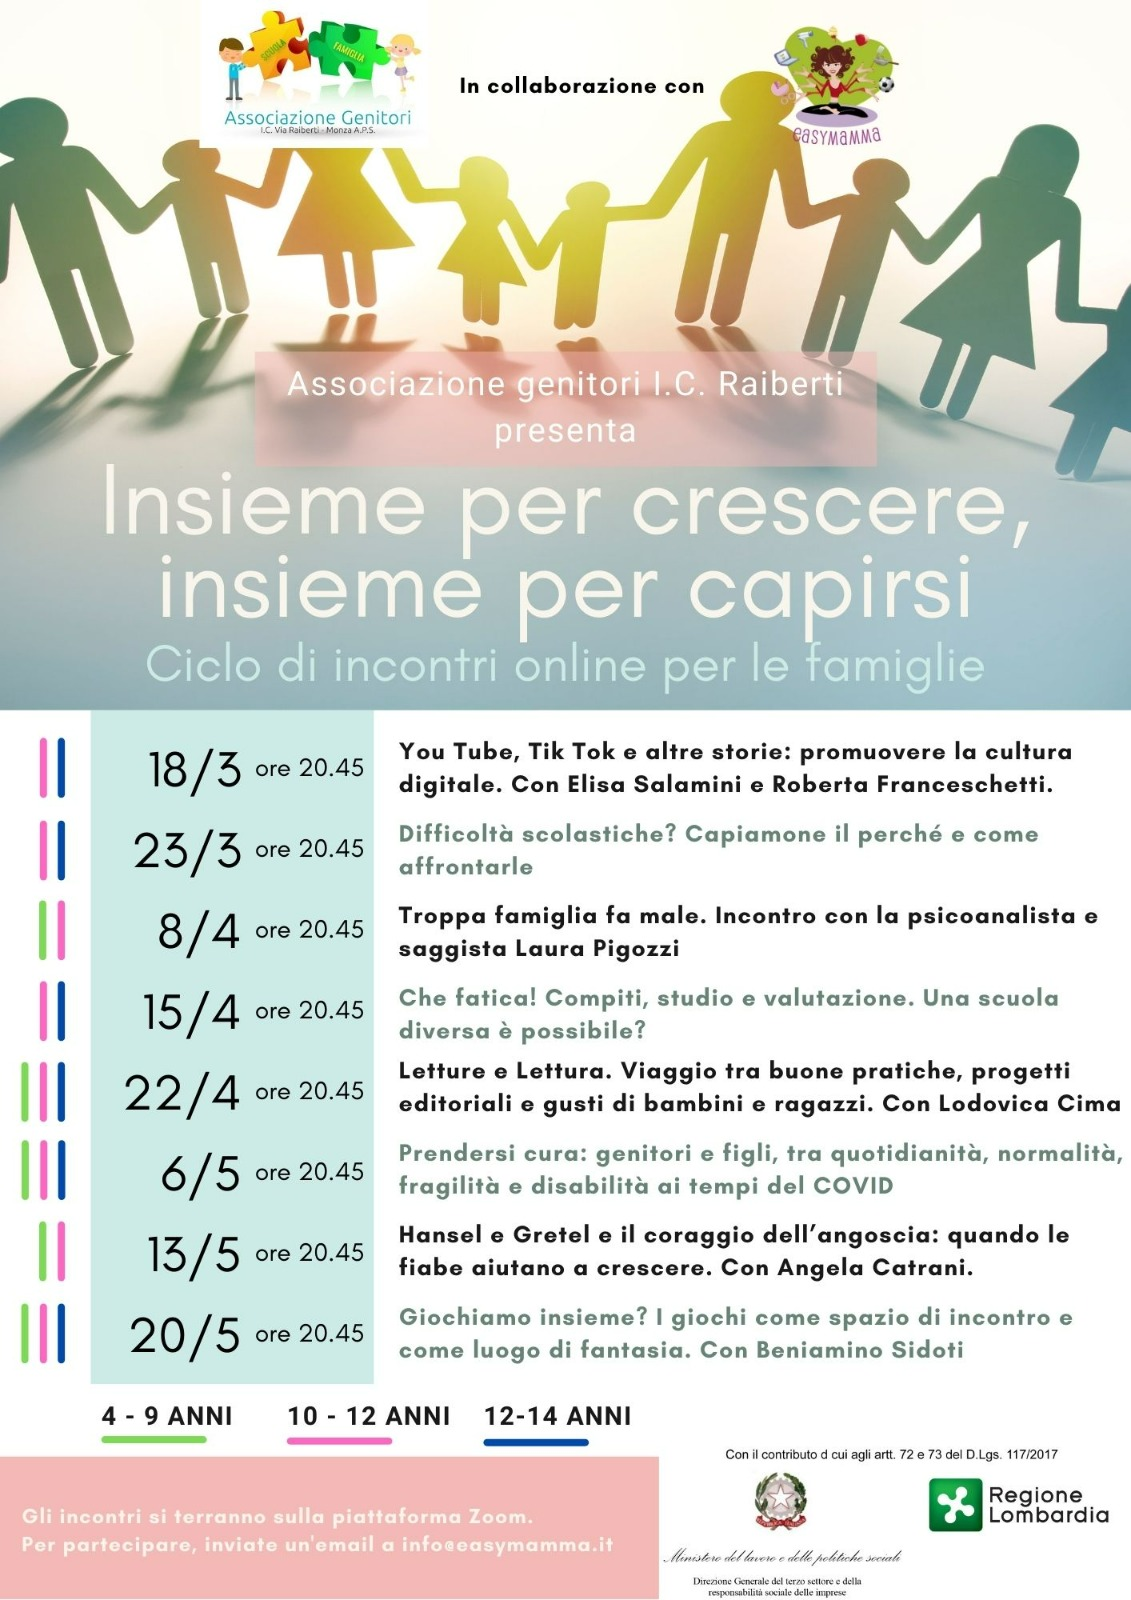 SCUOLA
FAMIGLIA
Associazione Genitori
I.C. Via Raiberti - Monza A.P.S.
In collaborazione con
easymamma
Associazione genitori I.C. Raiberti
presenta
Insieme per crescere,
insieme per capirsi
Ciclo di incontri online per le famiglie
18/3 ore 20.45
You Tube, Tik Tok e altre storie: promuovere la cultura
digitale. Con Elisa Salamini e Roberta Franceschetti.
23/3 ore 20.45
Difficoltà scolastiche? Capiamone il perché e come
affrontarle
8/4 ore 20.45
Troppa famiglia fa male. Incontro con la psicoanalista e
saggista Laura Pigozzi
15/4 ore 20.45
Che fatica! Compiti, studio e valutazione. Una scuola
diversa è possibile?
22/4 ore 20.45
Letture e Lettura. Viaggio tra buone pratiche, progetti
editoriali e gusti di bambini e ragazzi. Con Lodovica Cima
6/5 ore 20.45
Prendersi cura: genitori e figli, tra quotidianità, normalità,
fragilità e disabilità ai tempi del COVID
13/5 ore 20.45
Hansel e Gretel e il coraggio dell'angoscia: quando le
fiabe aiutano a crescere. Con Angela Catrani.
20/5 ore 20.45
Giochiamo insieme? I giochi come spazio di incontro e
come luogo di fantasia. Con Beniamino Sidoti
4 - 9 ANNI 10 - 12 ANNI 12-14 ANNI
Gli incontri si terranno sulla piattaforma Zoom.
Per partecipare, inviate un'email a info@easymamma.it
Con il contributo d cui agli artt. 72 e 73 del D.Lgs. 117/2017
Regione
Lombardia
Ministero del lavoro e delle politiche sociali
Direzione Generale del terzo settore e della
responsabilità sociale delle imprese